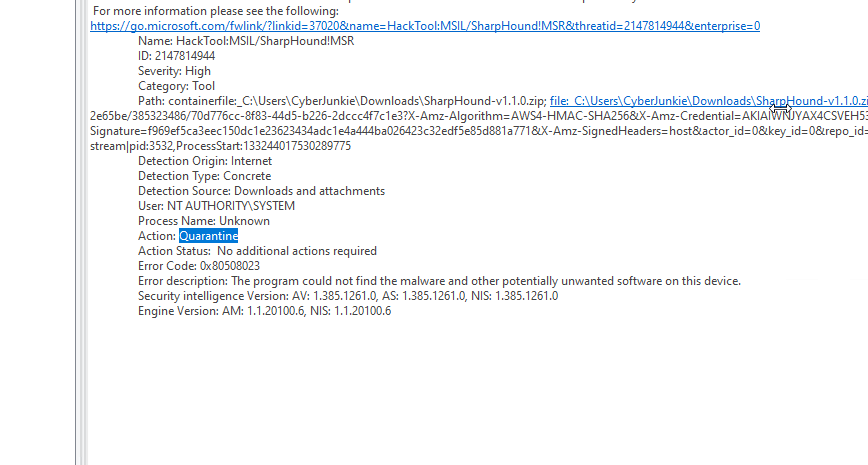 For more information please see the following:
https://go.microsoft.com/fwlink/?linkid=37020&name=HackTool:MSIL/SharpHound!MSR&threatid=2147814944&enterprise=0
Name: HackTool:MSIL/SharpHound!MSR
ID: 2147814944
Severity: High
Category: Tool
Path: containerfile:_C:\Users\CyberJunkie\Downloads\SharpHound-v1.1.0.zip; file:_C:\Users\CyberJunkie\Downloads\SharpHound-v1.1.0.zi
2e65be/385323486/70d776cc-8f83-44d5-b226-2dccc4f7c1e3?X-Amz-Algorithm=AWS4-HMAC-SHA256&X-Amz-Credential=AKIAIWNJYAX4CSVEH53
Signature=f969ef5ca3eec150dc1e23623434adc1e4a444ba026423c32edf5e85d881a771&X-Amz-SignedHeaders=host&actor_id=0&key_id=0&repo_id=
stream|pid:3532,ProcessStart:133244017530289775
Detection Origin: Internet
Detection Type: Concrete
Detection Source: Downloads and attachments
User: NT AUTHORITY\SYSTEM
Process Name: Unknown
Action: Quarantine
Action Status:  No additional actions required
Error Code: 0x80508023
Error description: The program could not find the malware and other potentially unwanted software on this device.
Security intelligence Version: AV: 1.385.1261.0, AS: 1.385.1261.0, NIS: 1.385.1261.0
Engine Version: AM: 1.1.20100.6, NIS: 1.1.20100.6